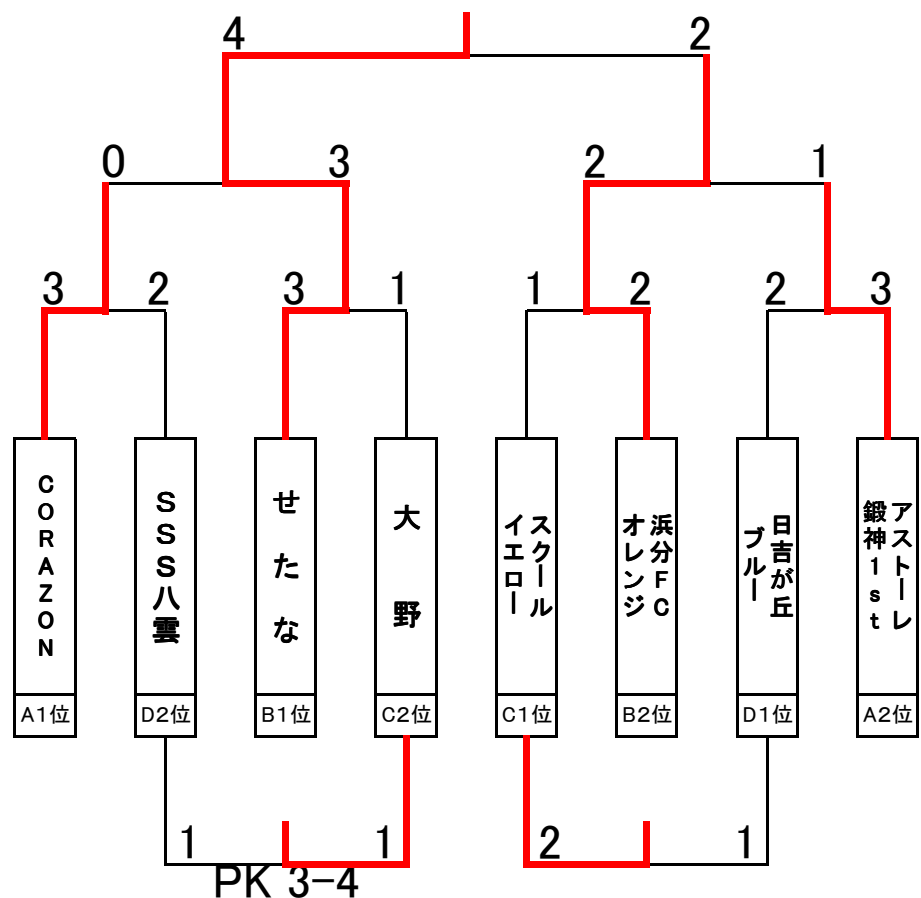 4 2
0 3 2 1
3 2 3 1 1 2 2 3
CORAZON
SSS八雲
せたな
大野
スクール
イエロー
浜分FC
オレンジ
日吉が丘
ブルー
アストーレ
鍛神1st
A1位 D2位 B1位 C2位 C1位 B2位 D1位 A2位
1 1 2 1
PK 3-4